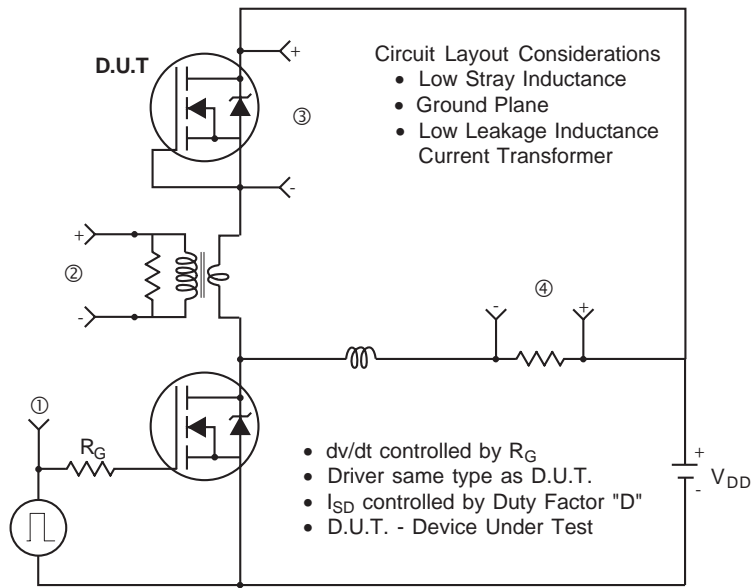 D.U.T
+
③
-
Circuit Layout Considerations
• Low Stray Inductance
• Ground Plane
• Low Leakage Inductance
Current Transformer
+
②
-
④
- +
①
RG
• dv/dt controlled by RG
• Driver same type as D.U.T.
• ISD controlled by Duty Factor "D"
• D.U.T. - Device Under Test
+
VDD
-